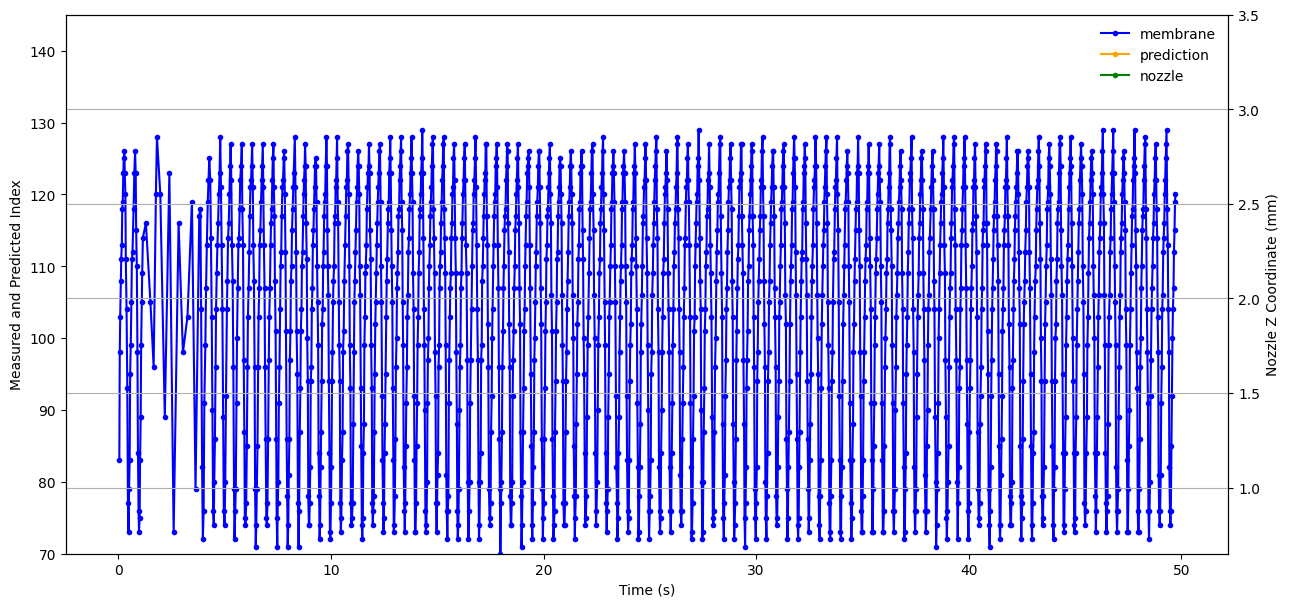 membrane
prediction
nozzle
Measured and Predicted Index
140
130
120
110
100
90
80
70
3.5
3.0
2.5
2.0
1.5
1.0
Nozzle Z Coordinate (mm)
0 10 20 30 40 50
Time (s)